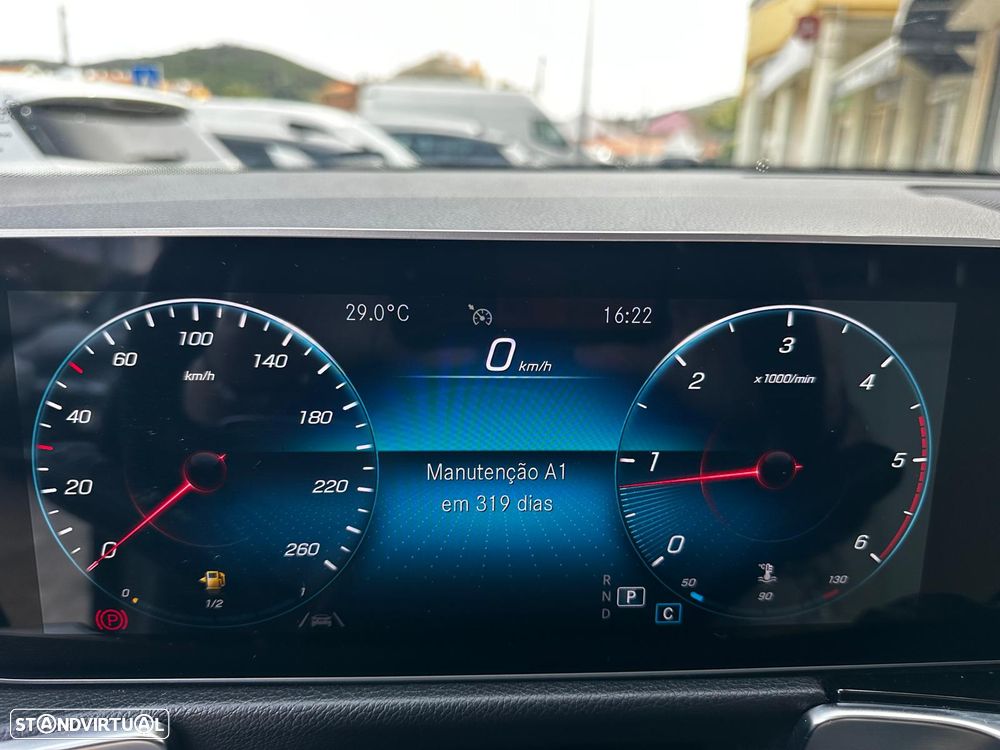 29.0°C
16:22
0 km/h
Manutenção A1
em 319 dias
0
20
40
60
100
140
180
220
260
km/h
0
1/2
1
P
R
N
D
P
C
0
1
2
3
4
5
6
x1000/min
50
°C
90
130
STANDVIRTUAL